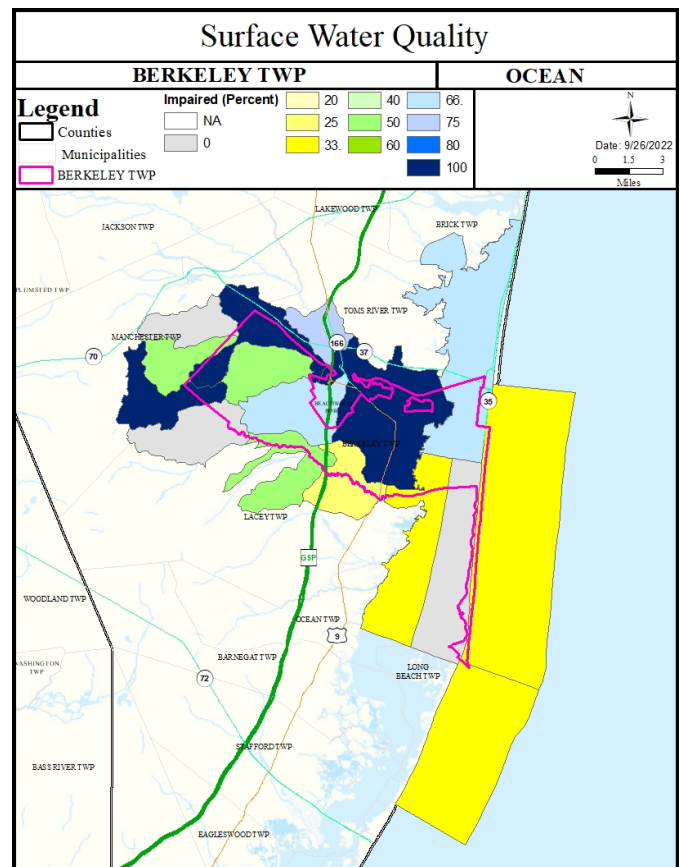 Surface Water Quality
BERKELEY TWP
OCEAN
Legend
Counties
Municipalities
BERKELEY TWP
Impaired (Percent)
NA
0
20
25
33.
40
50
60
66.
75
80
100
N
Date: 9/26/2022
0 1.5 3
Miles
LAKEWOOD TWP
JACKSON TWP
BRICK TWP
PLUMSTED TWP
TOMS RIVER TWP
MANCHESTER TWP
70
166
37
35
BERKELEY TWP
LACEY TWP
GSP
WOODLAND TWP
OCEAN TWP
9
BARNEGAT TWP
WASHINGTON
TWP
LONG
BEACH TWP
72
STAFFORD TWP
BASS RIVER TWP
EAGLESWOOD TWP